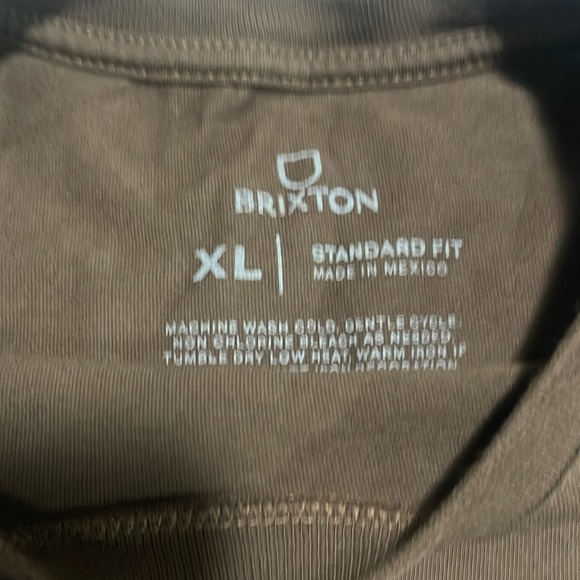 BRIXTON
XL
STANDARD FIT
MADE IN MEXICO
MACHINE WASH COLD, GENTLE CYCLE,
NON CHLORINE BLEACH AS NEEDED
TUMBLE DRY LOW HEAT, WARM IRON IF